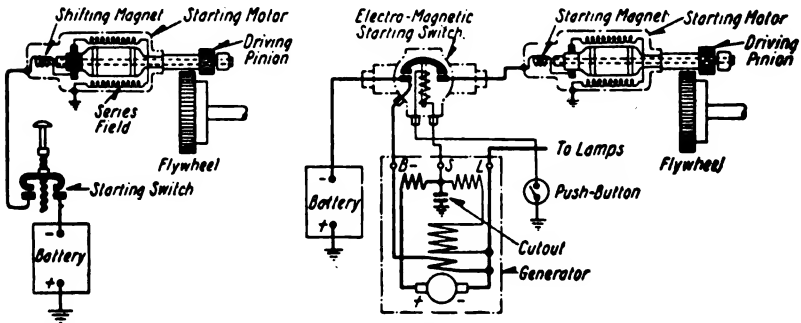 Shifting Magnet
Starting Motor
Driving
Pinion
Series
Field
Flywheel
Starting Switch
-
Battery
+
Electro-Magnetic
Starting Switch
Starting Magnet
Starting Motor
Driving
Pinion
Flywheel
B-
S
L
To Lamps
Push-Button
-
Battery
+
Cutout
Generator
+
-